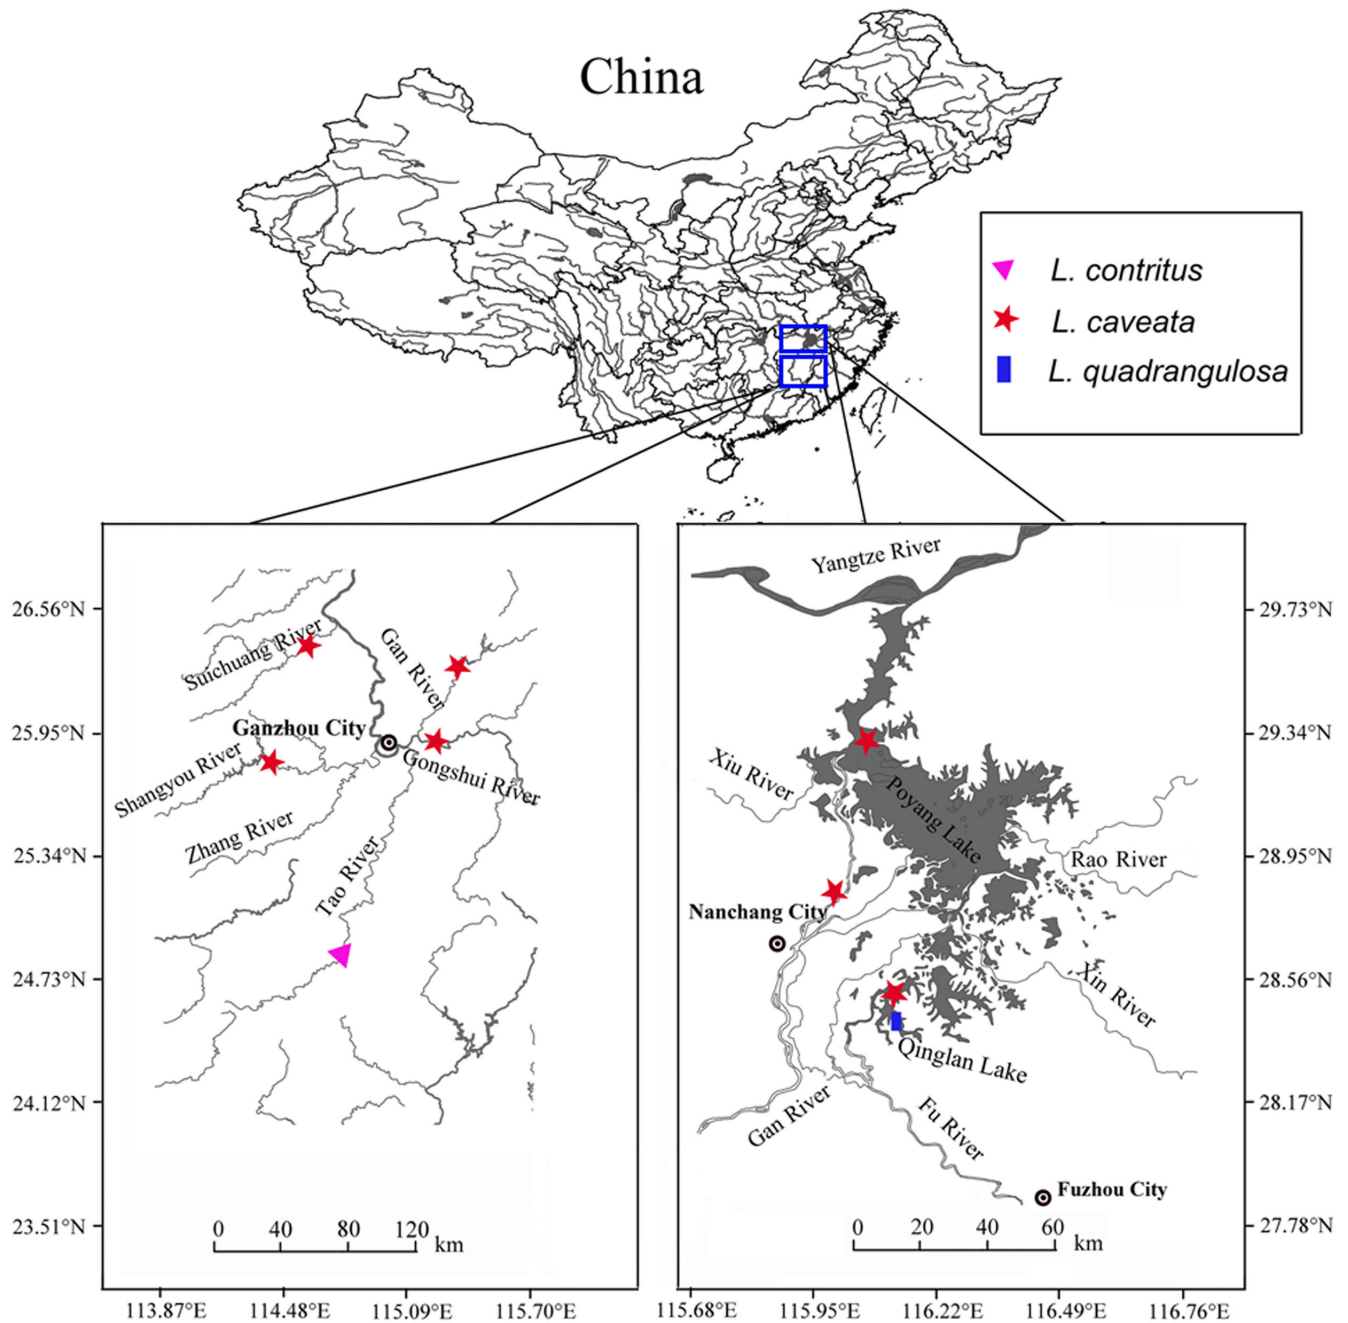 China
L. contritus
L. caveata
L. quadrangulosa
26.56°N
25.95°N
25.34°N
24.73°N
24.12°N
23.51°N
Suichuang River
Gan River
Ganzhou City
Gongshui River
Shangyou River
Zhang River
Tao River
0 40 80 120
km
113.87°E 114.48°E 115.09°E 115.70°E
Yangtze River
Xiu River
Poyang Lake
Rao River
Nanchang City
Xin River
Qinglan Lake
Gan River
Fu River
Fuzhou City
0 20 40 60
km
29.73°N
29.34°N
28.95°N
28.56°N
28.17°N
27.78°N
115.68°E 115.95°E 116.22°E 116.49°E 116.76°E